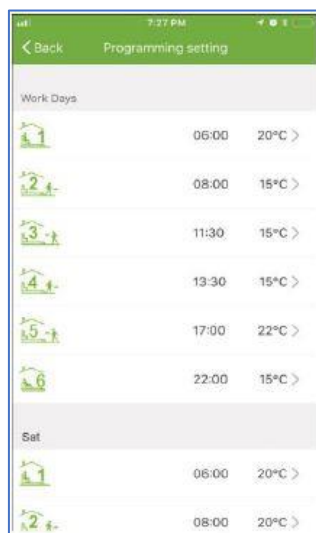 7:27 PM
Back Programming setting
Work Days
1 06:00 20°C
2 08:00 15°C
3 11:30 15°C
4 13:30 15°C
5 17:00 22°C
6 22:00 15°C
Sat
1 06:00 20°C
2 08:00 20°C